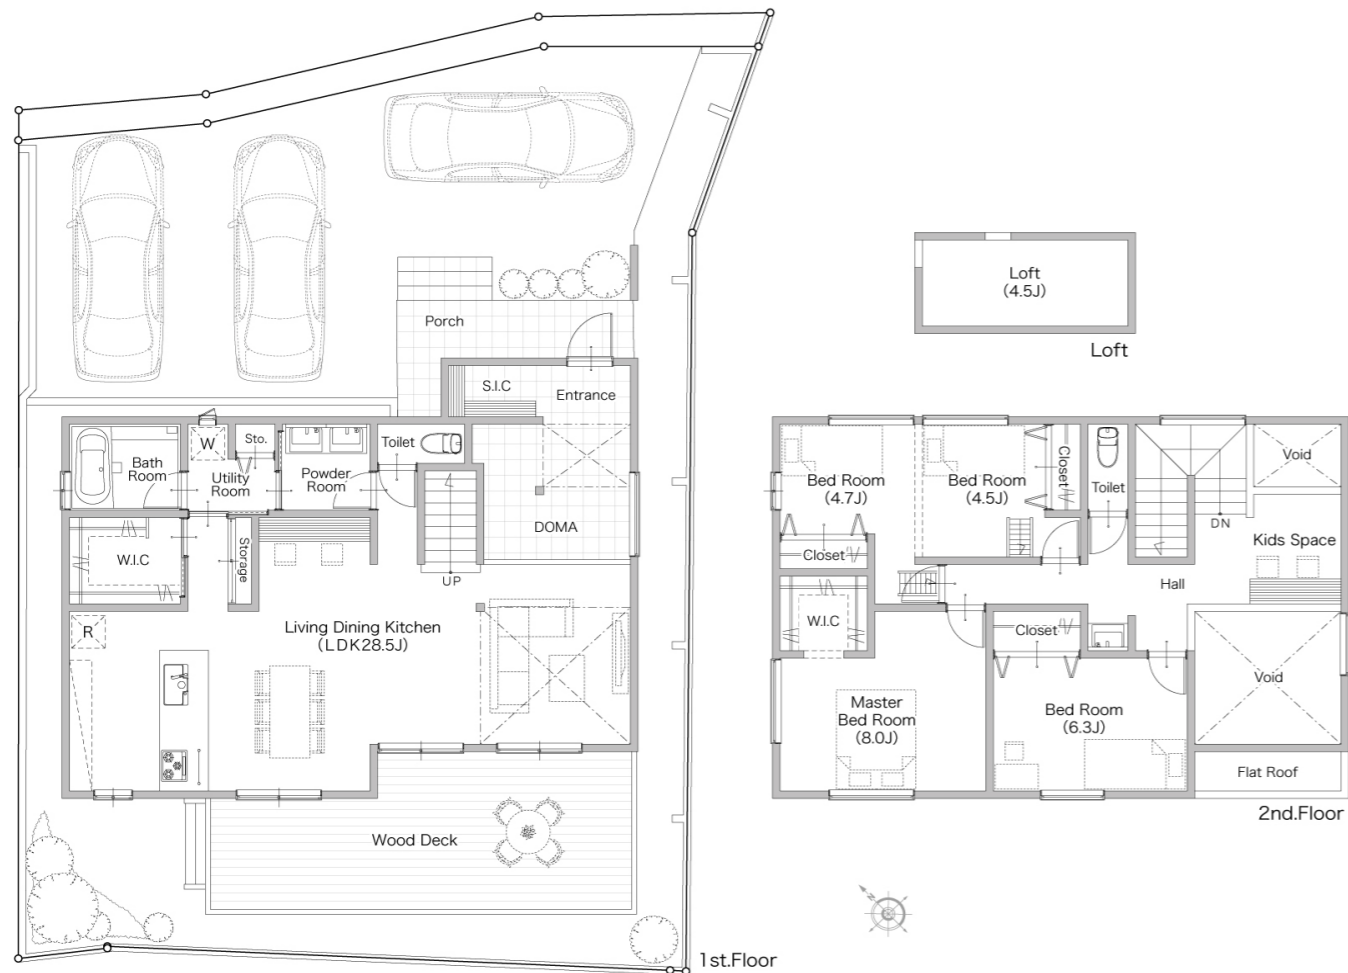 Porch
S.I.C
Entrance
W
Sto.
Toilet
Bath
Room
Utility
Room
Powder
Room
DOMA
W.I.C
Storage
UP
R
Living Dining Kitchen
(LDK28.5J)
Wood Deck
1st.Floor
Loft
(4.5J)
Loft
Bed Room
(4.7J)
Bed Room
(4.5J)
Closet
Toilet
Void
DN
Kids Space
Closet
Hall
W.I.C
Closet
Void
Master
Bed Room
(8.0J)
Bed Room
(6.3J)
Flat Roof
2nd.Floor
N